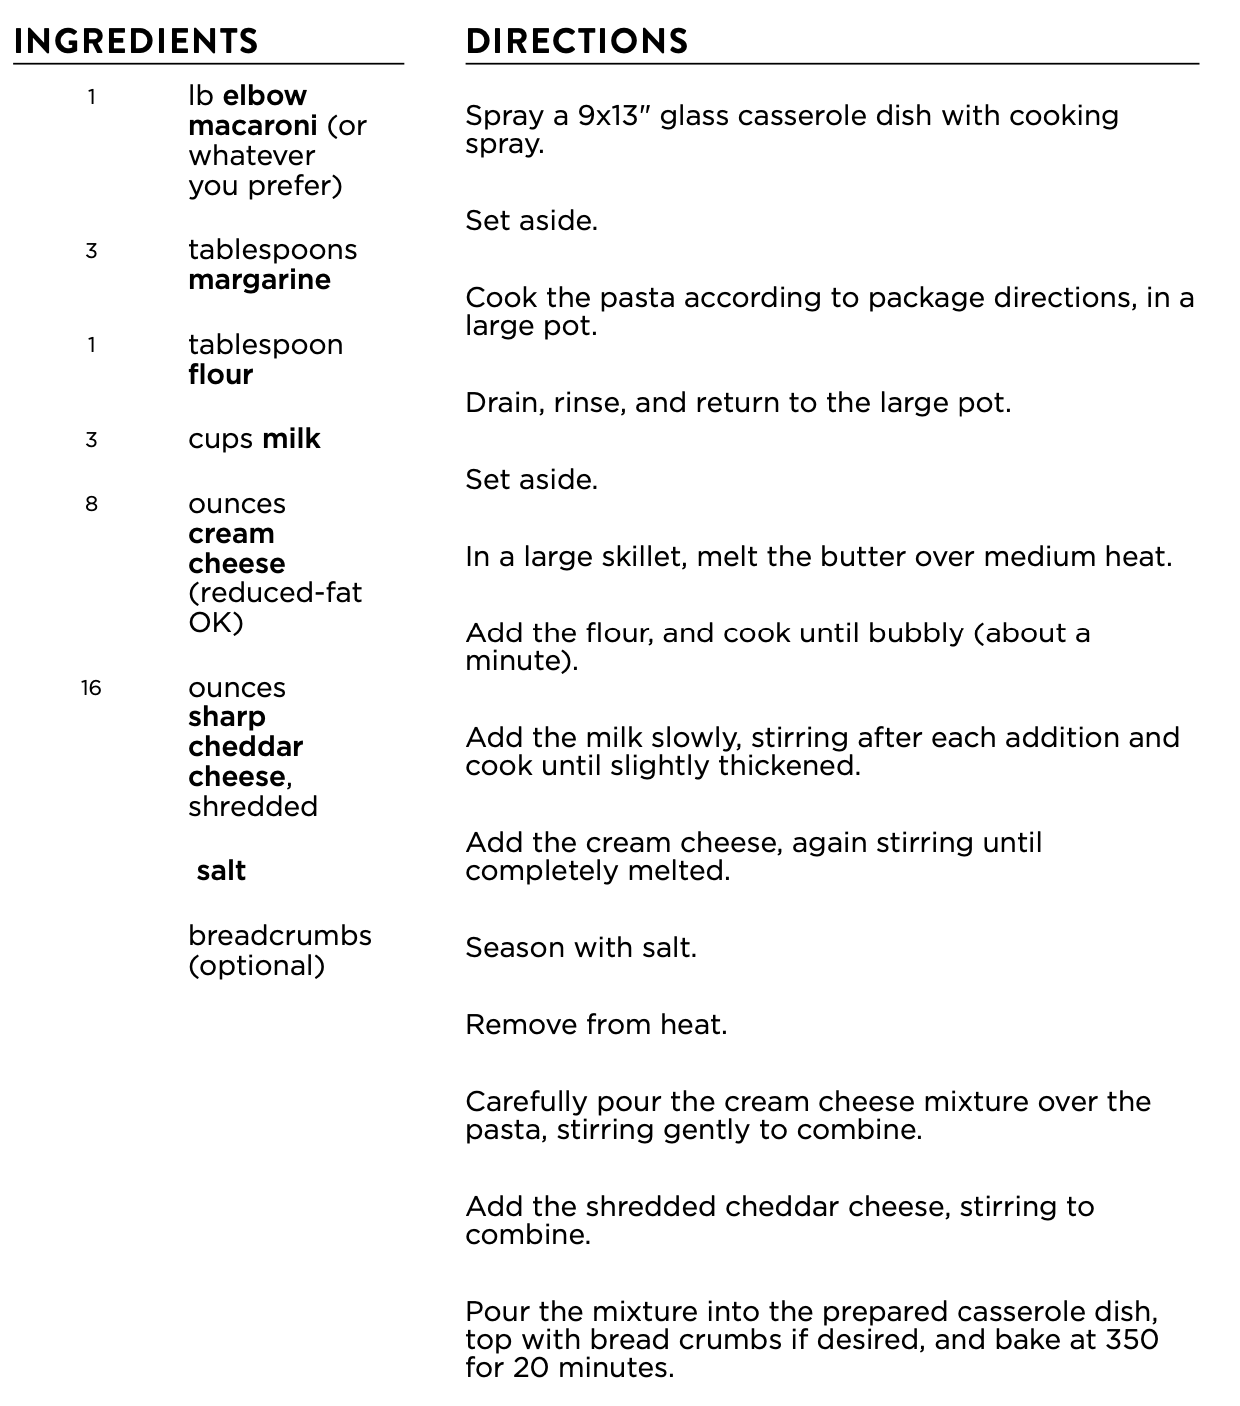 INGREDIENTS
1 lb elbow
macaroni (or
whatever
you prefer)
3 tablespoons
margarine
1 tablespoon
flour
3 cups milk
8 ounces
cream
cheese
(reduced-fat
OK)
16 ounces
sharp
cheddar
cheese,
shredded
salt
breadcrumbs
(optional)
DIRECTIONS
Spray a 9x13" glass casserole dish with cooking
spray.
Set aside.
Cook the pasta according to package directions, in a
large pot.
Drain, rinse, and return to the large pot.
Set aside.
In a large skillet, melt the butter over medium heat.
Add the flour, and cook until bubbly (about a
minute).
Add the milk slowly, stirring after each addition and
cook until slightly thickened.
Add the cream cheese, again stirring until
completely melted.
Season with salt.
Remove from heat.
Carefully pour the cream cheese mixture over the
pasta, stirring gently to combine.
Add the shredded cheddar cheese, stirring to
combine.
Pour the mixture into the prepared casserole dish,
top with bread crumbs if desired, and bake at 350
for 20 minutes.